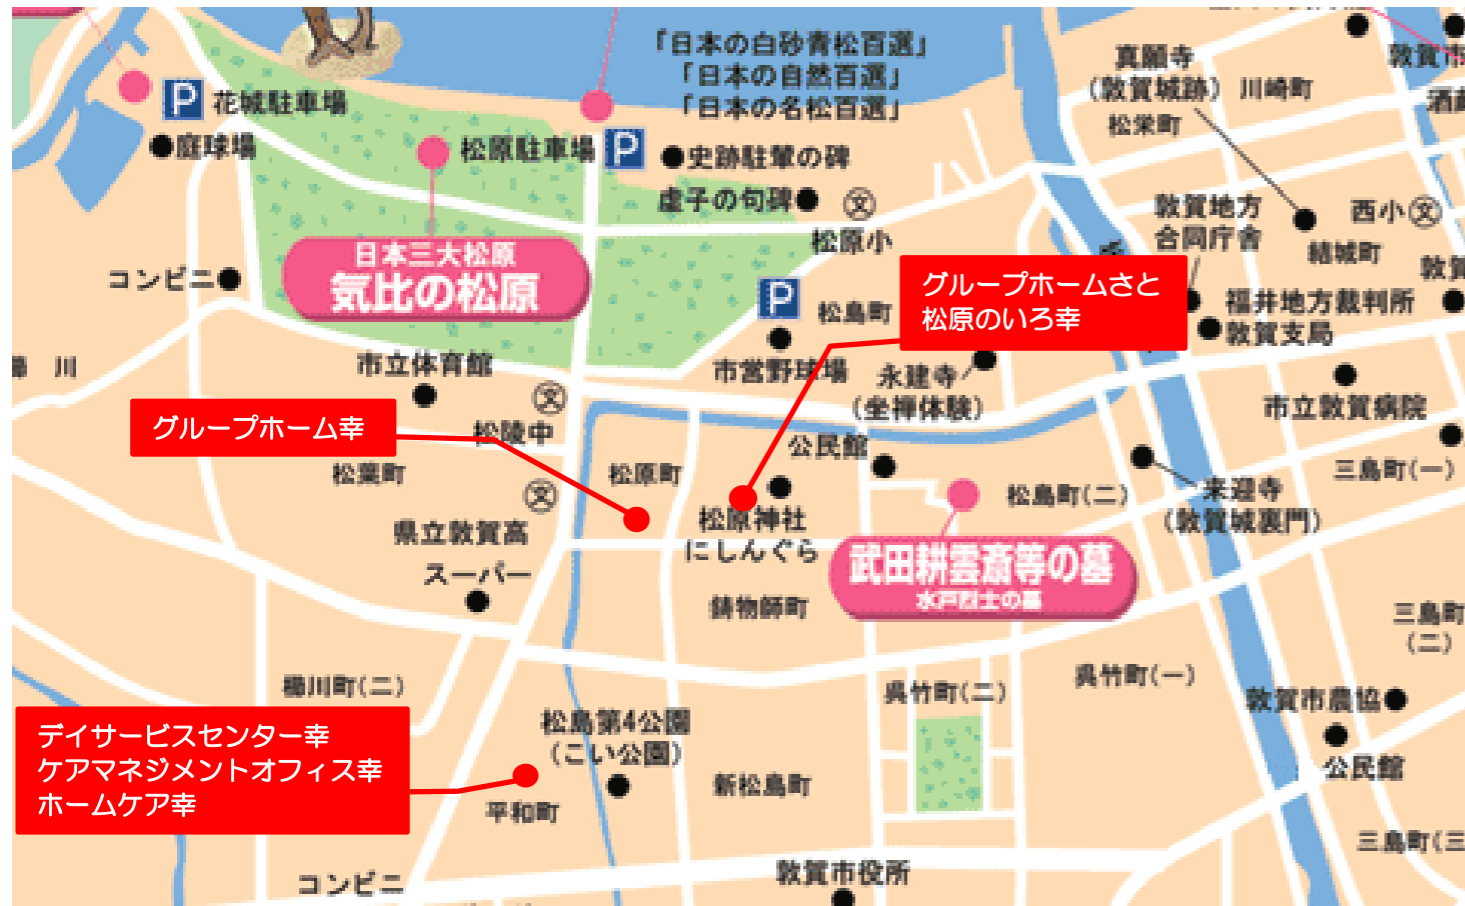 「日本の白砂青松百選」
「日本の自然百選」
「日本の名松百選」
真願寺
(敦賀城跡)
川崎町
松栄町
敦賀市
P
花城駐車場
庭球場
松原駐車場
P
史跡駐輦の碑
虚子の句碑
文
松原小
敦賀地方
合同庁舎
西小
文
結城町
日本三大松原
気比の松原
コンビニ
P
松島町
グループホームさと
松原のいろ幸
福井地方裁判所
敦賀支局
川
市立体育館
市営野球場
永建寺
(坐禅体験)
市立敦賀病院
文
松陵中
グループホーム幸
公民館
松葉町
松原町
三島町(一)
文
松島町(二)
来迎寺
(敦賀城裏門)
県立敦賀高
松原神社
にしんぐら
スーパー
武田耕雲斎等の墓
水戸烈士の墓
鋳物師町
三島町
(二)
櫛川町(二)
呉竹町(二)
呉竹町(一)
敦賀市農協
デイサービスセンター幸
ケアマネジメントオフィス幸
ホームケア幸
松島第4公園
(こい公園)
新松島町
公民館
平和町
三島町(三
コンビニ
敦賀市役所